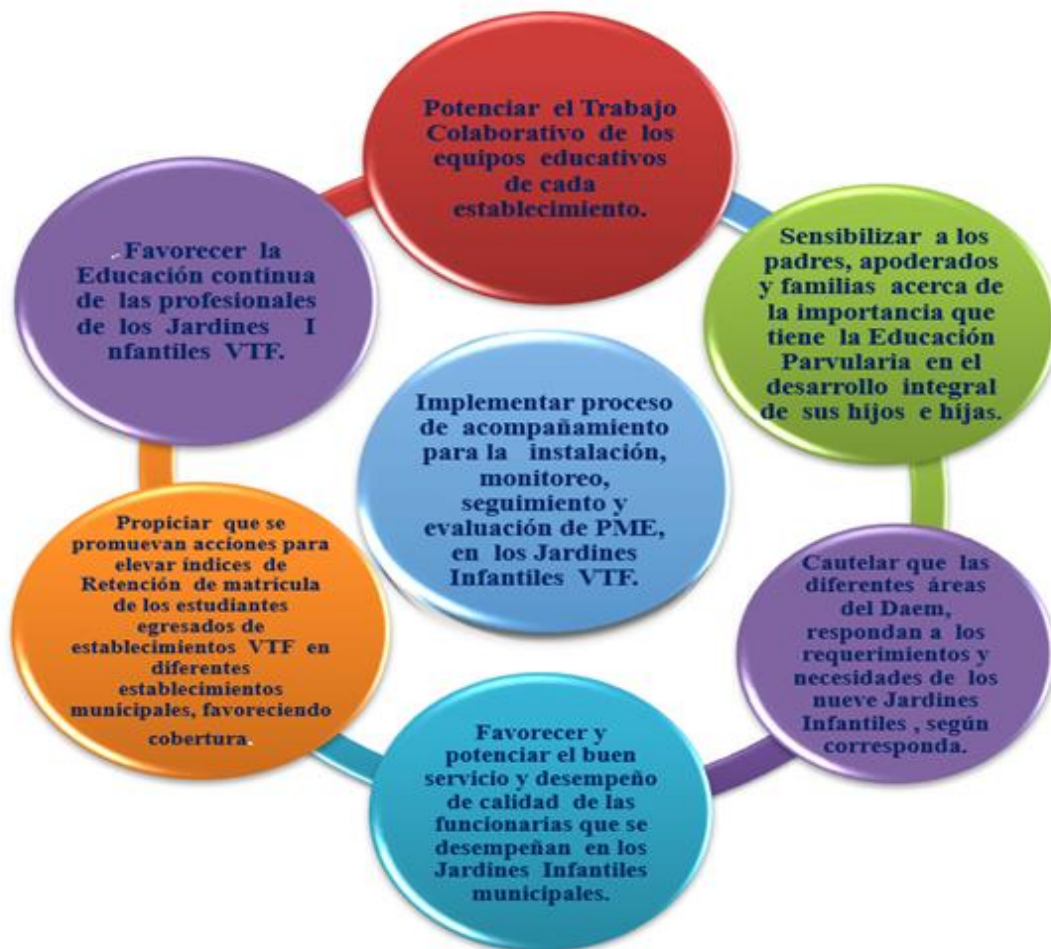 Potenciar el Trabajo
Colaborativo de los
equipos educativos
de cada
establecimiento.
Sensibilizar a los
padres, apoderados
y familias acerca de
la importancia que
tiene la Educación
Parvularia en el
desarrollo integral
de sus hijos e hijas.
Cautelar que las
diferentes áreas
del Daem,
respondan a los
requerimientos y
necesidades de los
nueve Jardines
Infantiles , según
corresponda.
Favorecer y
potenciar el buen
servicio y desempeño
de calidad de las
funcionarias que se
desempeñan en los
Jardines Infantiles
municipales.
Propiciar que se
promuevan acciones para
elevar índices de
Retención de matrícula
de los estudiantes
egresados de
establecimientos VTF en
diferentes
establecimientos
municipales, favoreciendo
cobertura.
Favorecer la
Educación continua
de las profesionales
de los Jardines I
nfantiles VTF.
Implementar proceso
de acompañamiento
para la instalación,
monitoreo,
seguimiento y
evaluación de PME,
en los Jardines
Infantiles VTF.